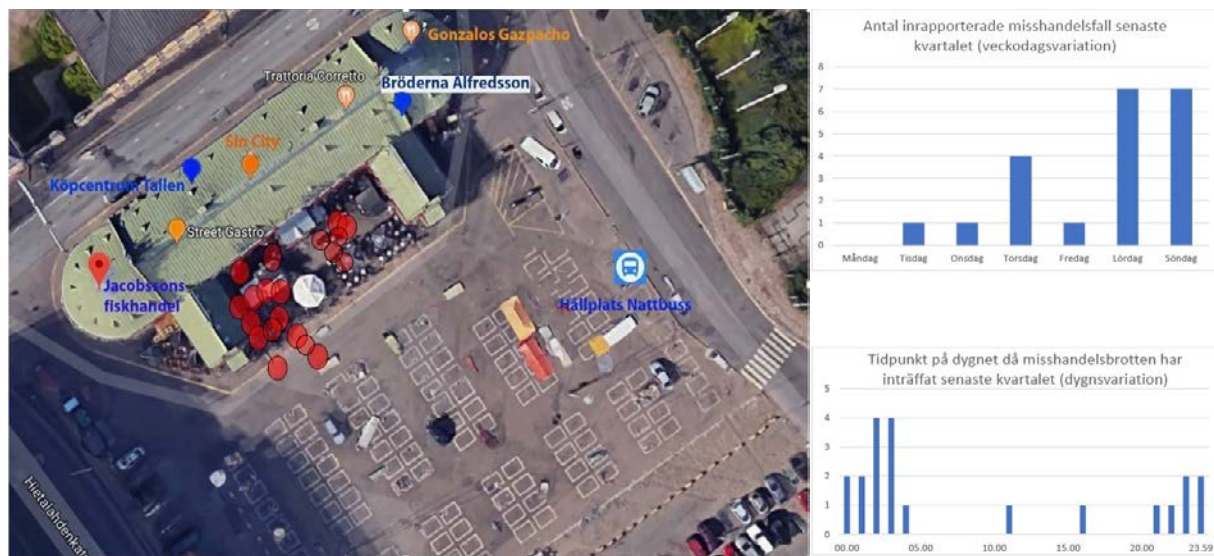 Gonzalos Gazpacho
Trattoria Corretto
Bröderna Alfredsson
Sin City
Köpcentrum Tallen
Street Gastro
Jacobssons
fiskhandel
Hållplats Nattbuss
Hietalahdenkat
Antal inrapporterade misshandelsfall senaste
kvartalet (veckodagsvariation)
8
7
6
5
4
3
2
1
0
Måndag Tisdag Onsdag Torsdag Fredag Lördag Söndag
Tidpunkt på dygnet då misshandelsbrotten har
inträffat senaste kvartalet (dygnsvariation)
5
4
3
2
1
0
00.00 05.00 10.00 15.00 20.00 23.59